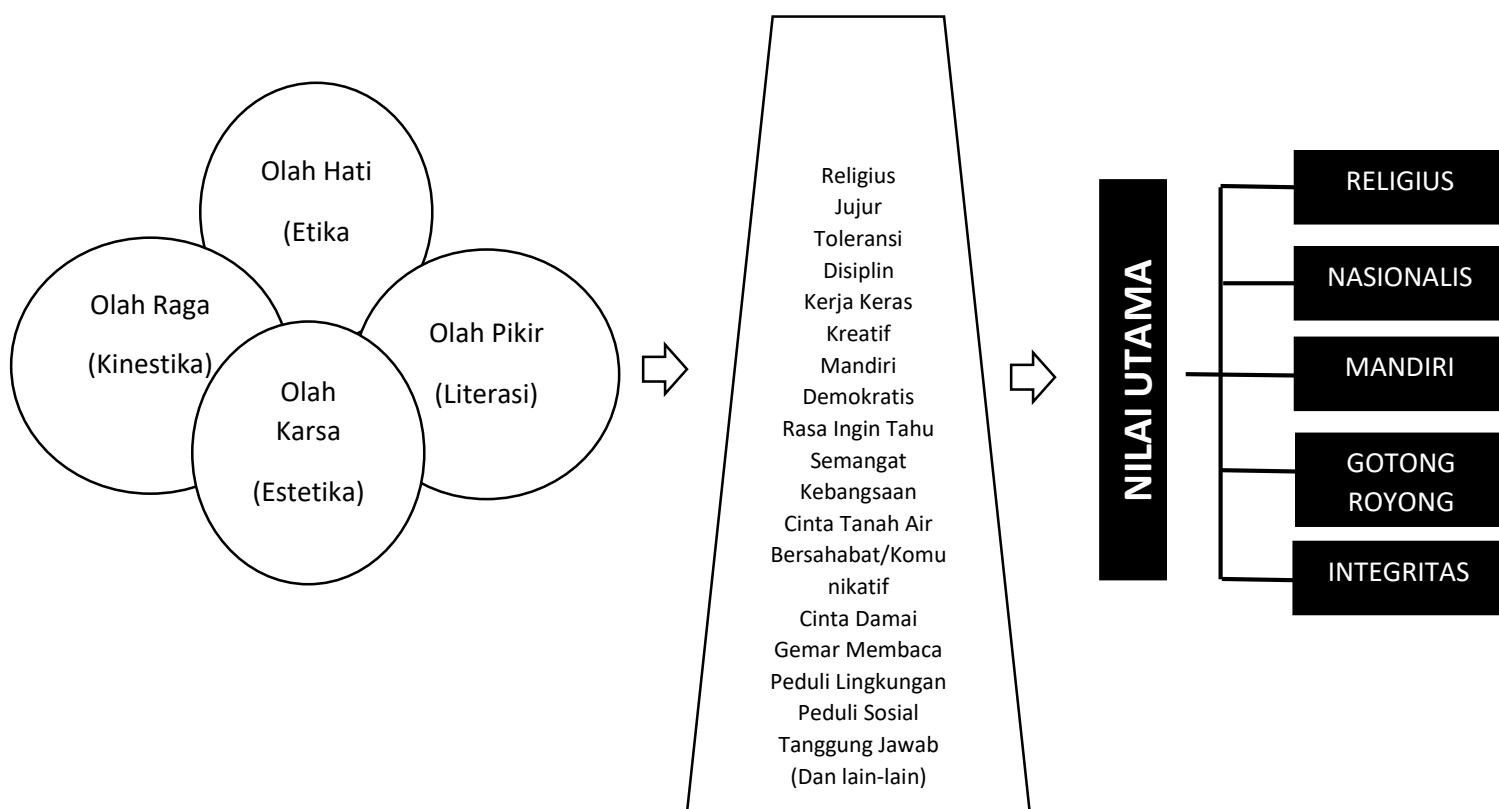 Olah Hati
(Etika
Olah Raga
(Kinestika)
Olah Pikir
(Literasi)
Olah
Karsa
(Estetika)
Religius
Jujur
Toleransi
Disiplin
Kerja Keras
Kreatif
Mandiri
Demokratis
Rasa Ingin Tahu
Semangat
Kebangsaan
Cinta Tanah Air
Bersahabat/Komu
nikatif
Cinta Damai
Gemar Membaca
Peduli Lingkungan
Peduli Sosial
Tanggung Jawab
(Dan lain-lain)
NILAI UTAMA
RELIGIUS
NASIONALIS
MANDIRI
GOTONG
ROYONG
INTEGRITAS